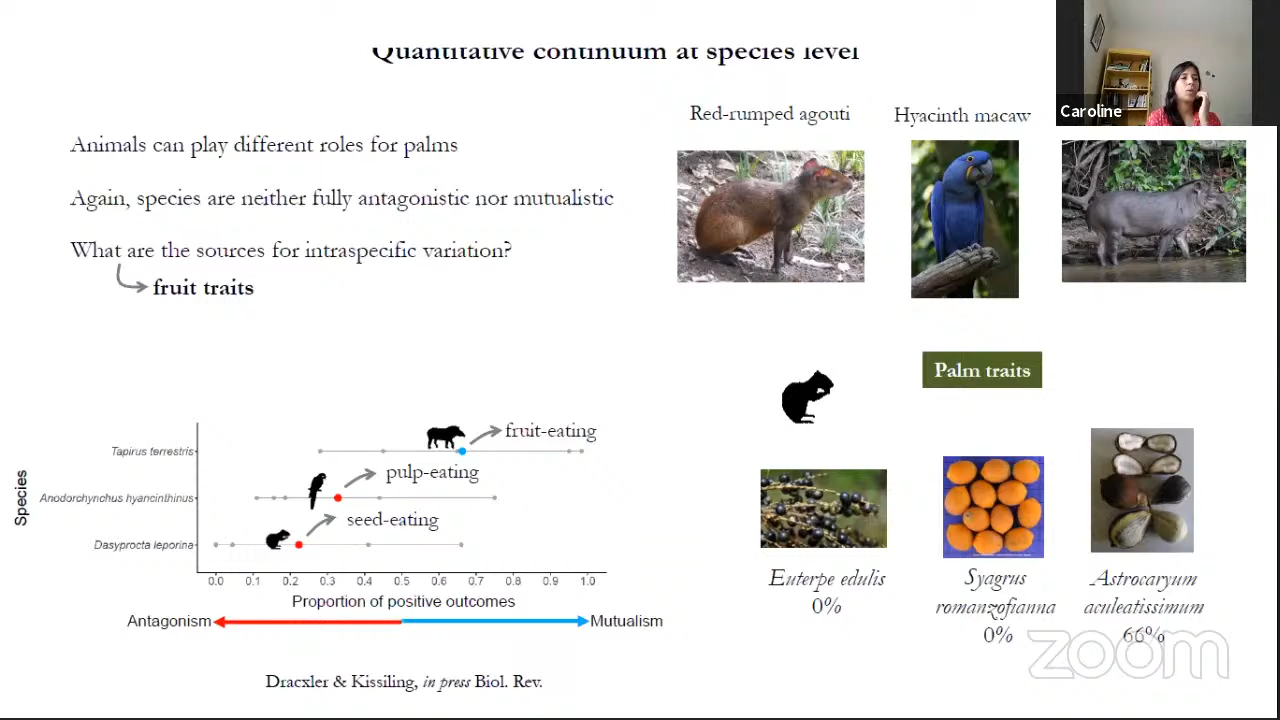 Quantitative continuum at species level
Caroline
Red-rumped agouti
Hyacinth macaw
Animals can play different roles for palms
Again, species are neither fully antagonistic nor mutualistic
What are the sources for intraspecific variation?
fruit traits
Palm traits
Species
Tapirus terrestris
fruit-eating
Anodorchynchus hyancinthinus
pulp-eating
Dasyprocta leporina
seed-eating
0.0 0.1 0.2 0.3 0.4 0.5 0.6 0.7 0.8 0.9 1.0
Proportion of positive outcomes
Antagonism
Mutualism
Euterpe edulis
0%
Syagrus
romanzofianna
0%
Astrocaryum
aculeatissimum
66%
zoom
Dracxler & Kissiling, in press Biol. Rev.